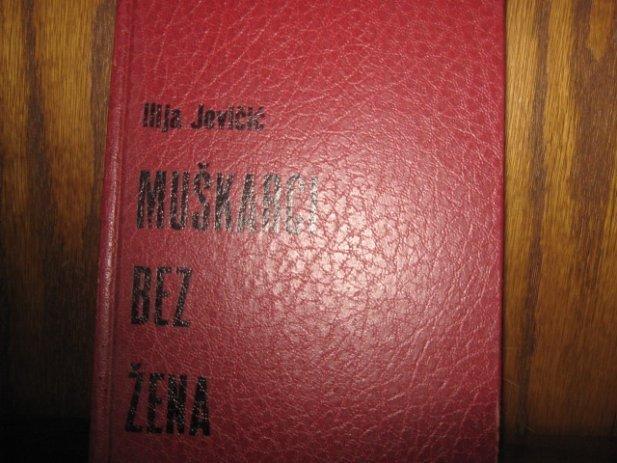 Ilija Jovičić
MUŠKARCI
BEZ
ŽENA